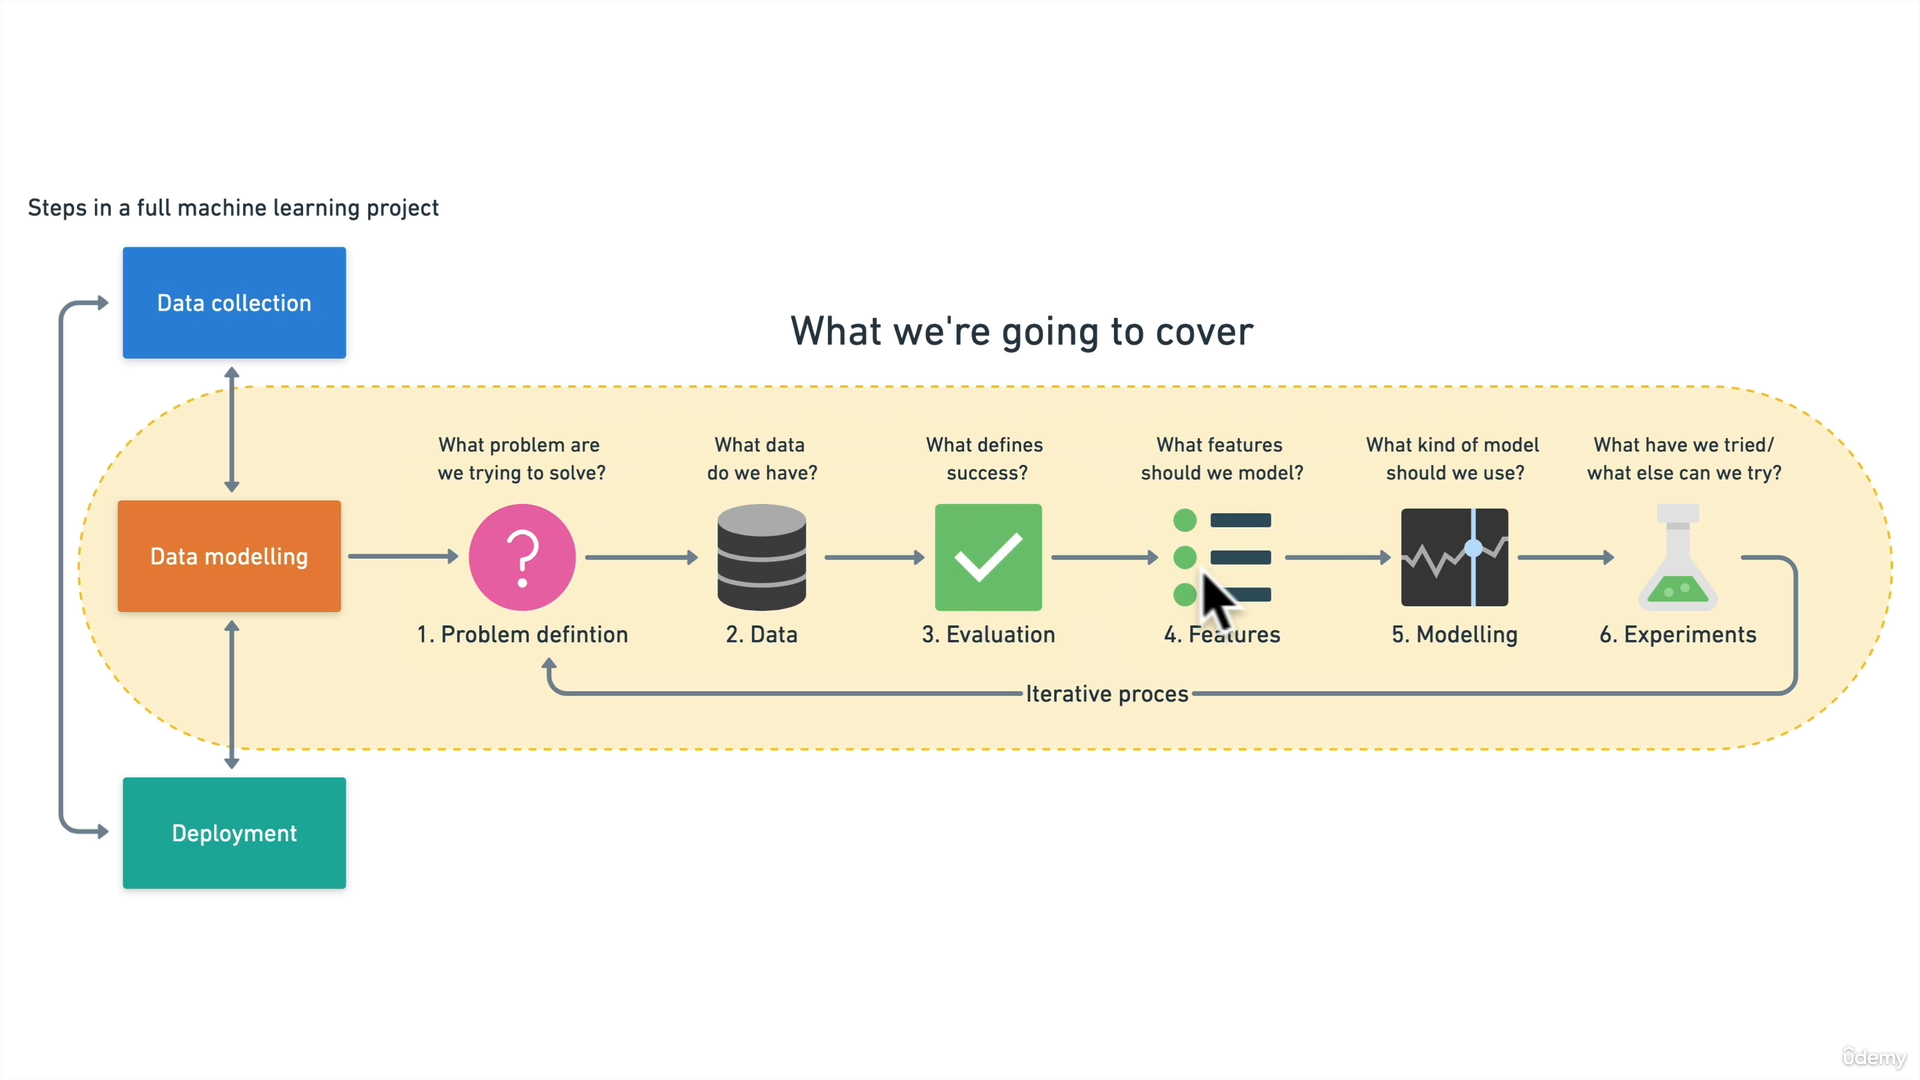 Steps in a full machine learning project
Data collection
What we're going to cover
What problem are
we trying to solve?
What data
do we have?
What defines
success?
What features
should we model?
What kind of model
should we use?
What have we tried/
what else can we try?
Data modelling
?
1. Problem defintion
2. Data
3. Evaluation
4. Features
5. Modelling
6. Experiments
Iterative proces
Deployment
ûdemy